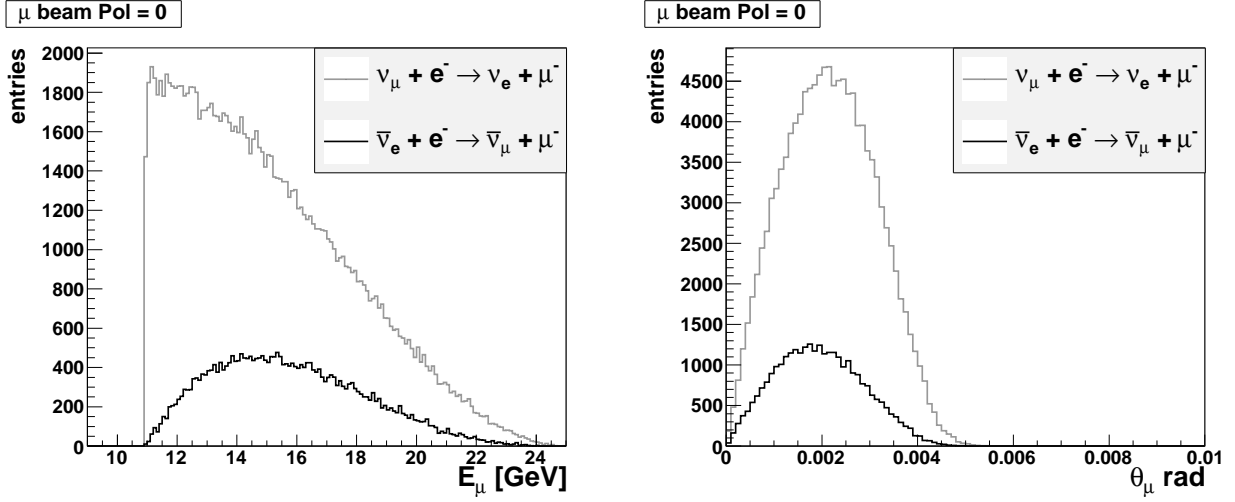 μ beam Pol = 0
entries
2000
1800
1600
1400
1200
1000
800
600
400
200
0
10 12 14 16 18 20 22 24
E_μ [GeV]
ν_μ + e⁻ → ν_e + μ⁻
ν̅_e + e⁻ → ν̅_μ + μ⁻
μ beam Pol = 0
entries
4500
4000
3500
3000
2500
2000
1500
1000
500
0
0 0.002 0.004 0.006 0.008 0.01
θ_μ rad
ν_μ + e⁻ → ν_e + μ⁻
ν̅_e + e⁻ → ν̅_μ + μ⁻